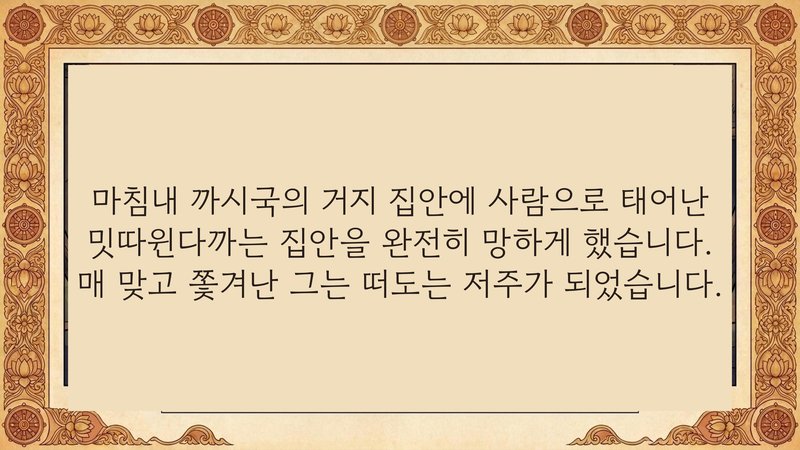 마침내 까시국의 거지 집안에 사람으로 태어난
밋따윈다까는 집안을 완전히 망하게 했습니다.
매 맞고 쫓겨난 그는 떠도는 저주가 되었습니다.